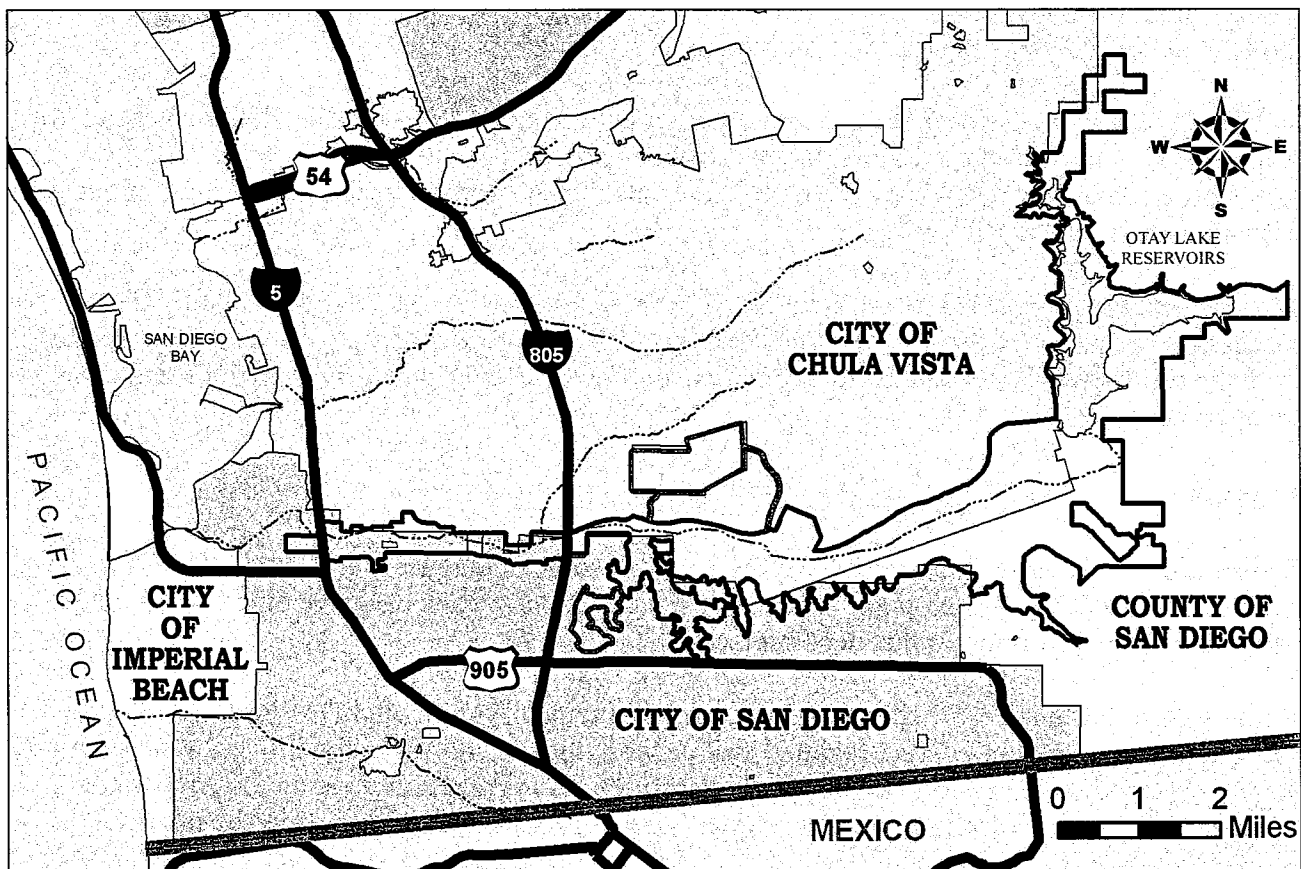 N
W E
S
54
OTAY LAKE
RESERVOIRS
5
SAN DIEGO
BAY
805
CITY OF
CHULA VISTA
PACIFIC OCEAN
CITY
OF
IMPERIAL
BEACH
COUNTY OF
SAN DIEGO
905
CITY OF SAN DIEGO
0 1 2
Miles
MEXICO